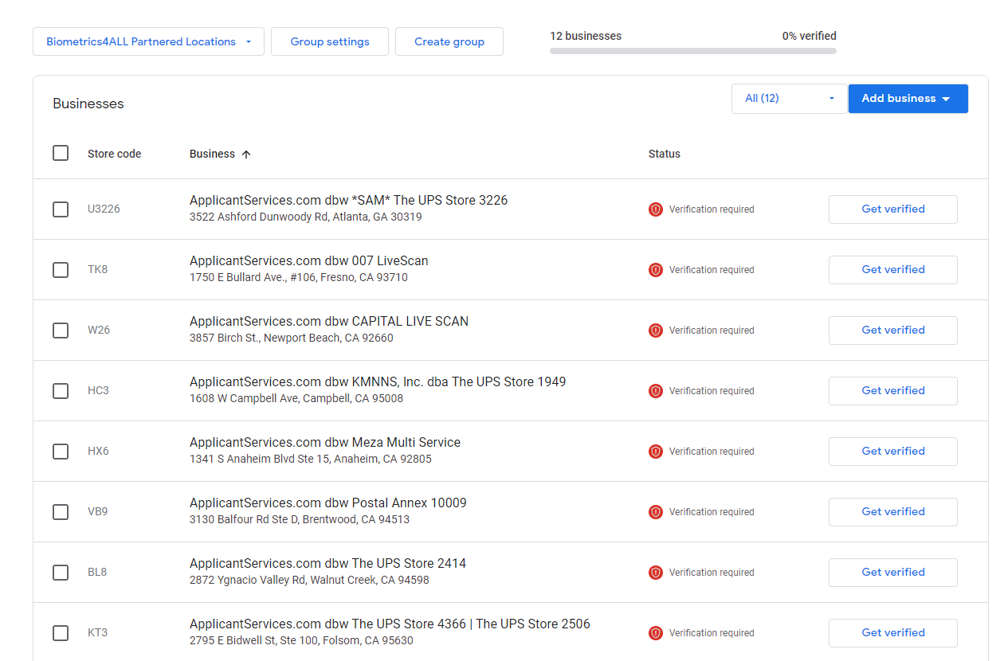 Biometrics4ALL Partnered Locations
Group settings
Create group
12 businesses
0% verified
Businesses
All (12)
Add business
Store code
Business
Status
U3226
ApplicantServices.com dbw *SAM* The UPS Store 3226
3522 Ashford Dunwoody Rd, Atlanta, GA 30319
Verification required
Get verified
TK8
ApplicantServices.com dbw 007 LiveScan
1750 E Bullard Ave., #106, Fresno, CA 93710
Verification required
Get verified
W26
ApplicantServices.com dbw CAPITAL LIVE SCAN
3857 Birch St., Newport Beach, CA 92660
Verification required
Get verified
HC3
ApplicantServices.com dbw KMNNS, Inc. dba The UPS Store 1949
1608 W Campbell Ave, Campbell, CA 95008
Verification required
Get verified
HX6
ApplicantServices.com dbw Meza Multi Service
1341 S Anaheim Blvd Ste 15, Anaheim, CA 92805
Verification required
Get verified
VB9
ApplicantServices.com dbw Postal Annex 10009
3130 Balfour Rd Ste D, Brentwood, CA 94513
Verification required
Get verified
BL8
ApplicantServices.com dbw The UPS Store 2414
2872 Ygnacio Valley Rd, Walnut Creek, CA 94598
Verification required
Get verified
KT3
ApplicantServices.com dbw The UPS Store 4366 | The UPS Store 2506
2795 E Bidwell St, Ste 100, Folsom, CA 95630
Verification required
Get verified